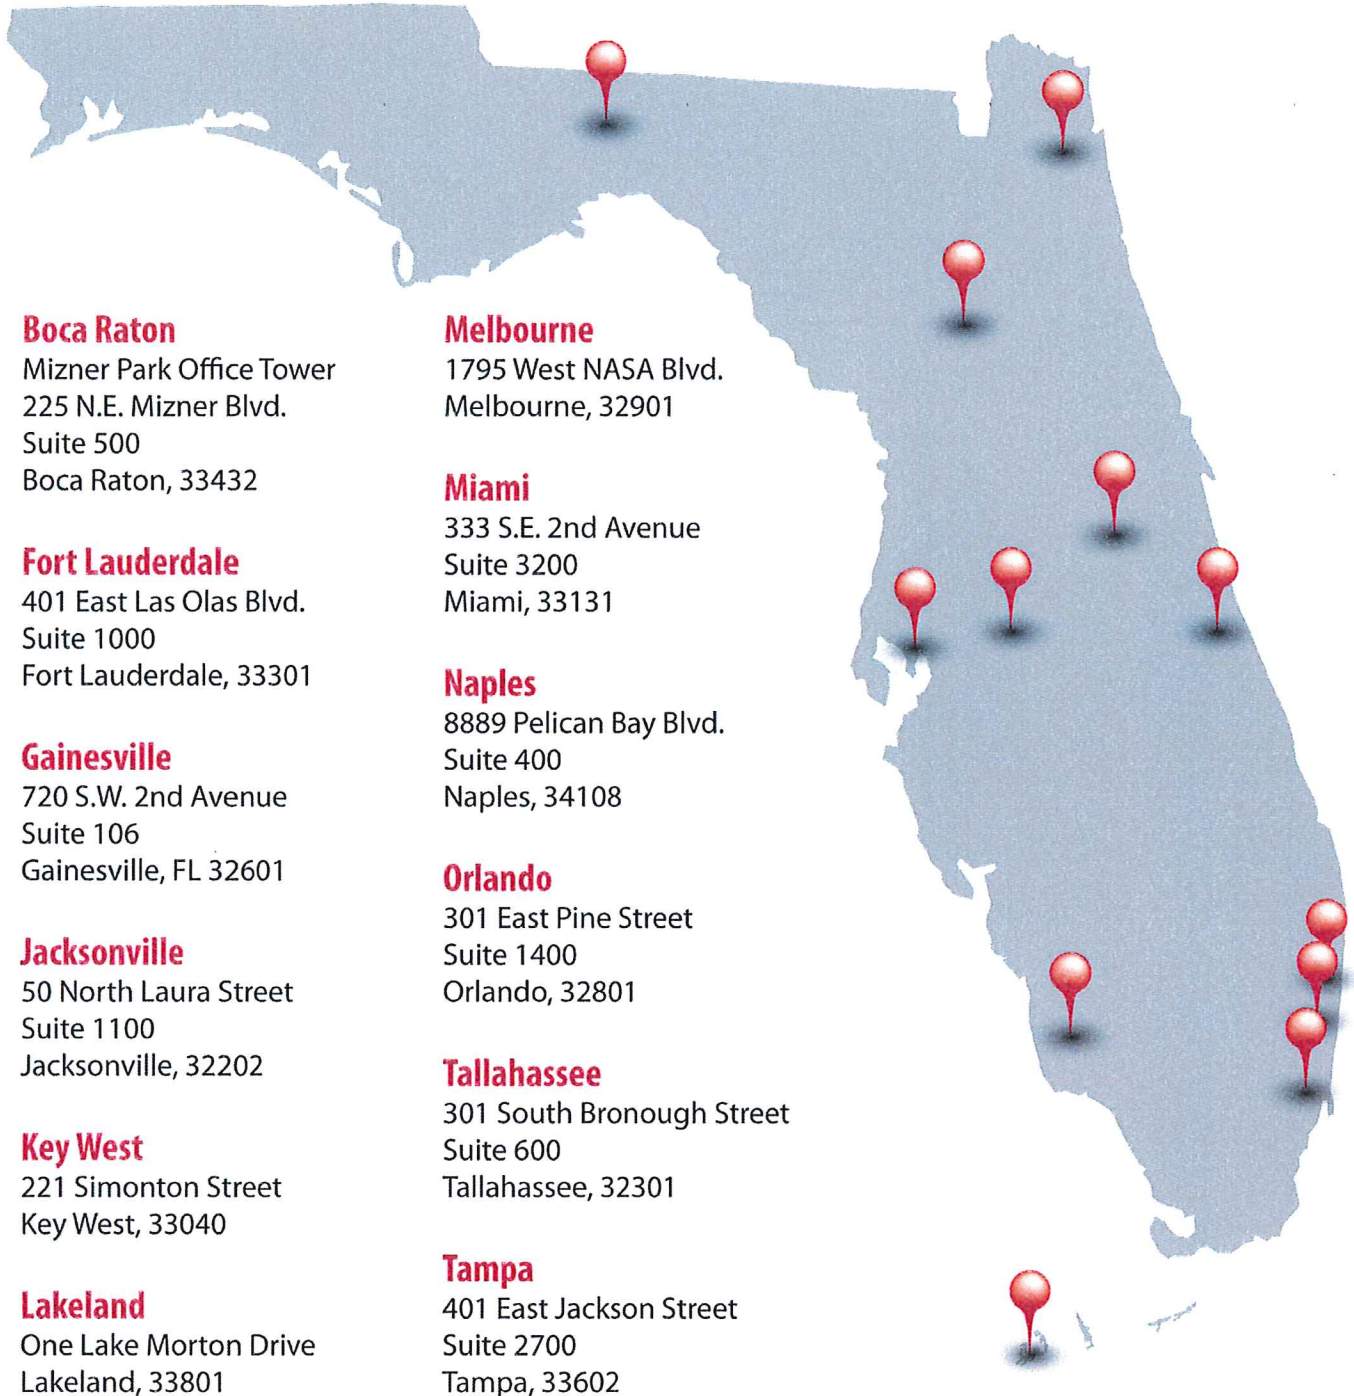 Boca Raton
Mizner Park Office Tower
225 N.E. Mizner Blvd.
Suite 500
Boca Raton, 33432
Fort Lauderdale
401 East Las Olas Blvd.
Suite 1000
Fort Lauderdale, 33301
Gainesville
720 S.W. 2nd Avenue
Suite 106
Gainesville, FL 32601
Jacksonville
50 North Laura Street
Suite 1100
Jacksonville, 32202
Key West
221 Simonton Street
Key West, 33040
Lakeland
One Lake Morton Drive
Lakeland, 33801
Melbourne
1795 West NASA Blvd.
Melbourne, 32901
Miami
333 S.E. 2nd Avenue
Suite 3200
Miami, 33131
Naples
8889 Pelican Bay Blvd.
Suite 400
Naples, 34108
Orlando
301 East Pine Street
Suite 1400
Orlando, 32801
Tallahassee
301 South Bronough Street
Suite 600
Tallahassee, 32301
Tampa
401 East Jackson Street
Suite 2700
Tampa, 33602